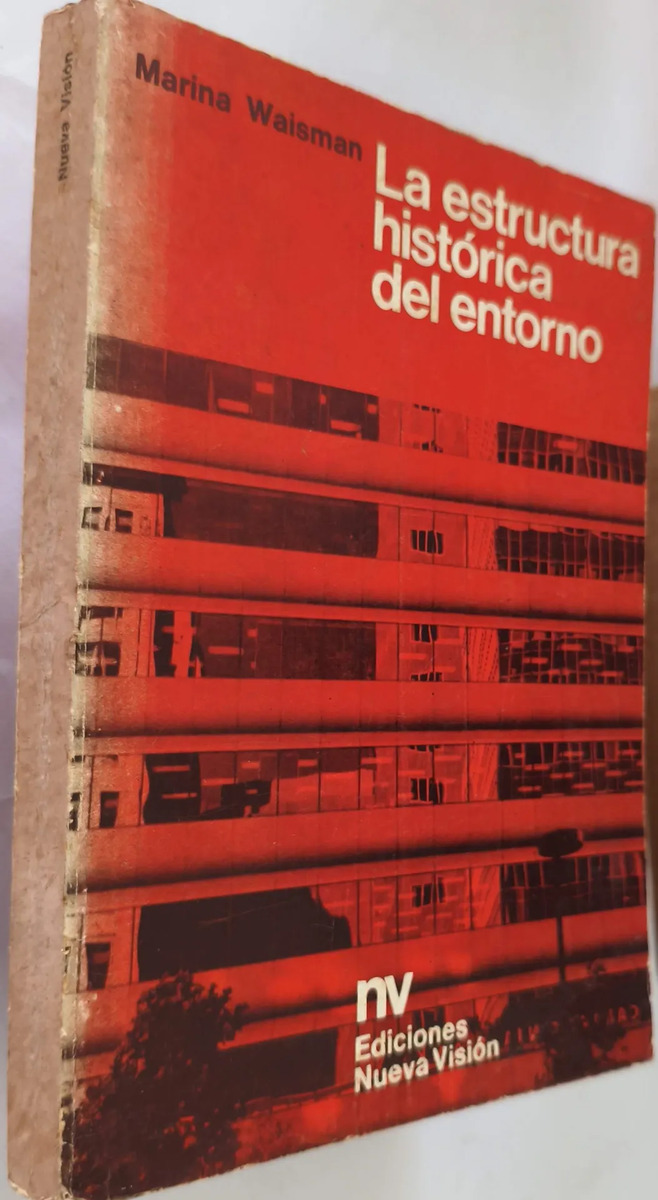 Nueva Visión
Marina Waisman
La estructura
histórica
del entorno
nv
Ediciones
Nueva Visión